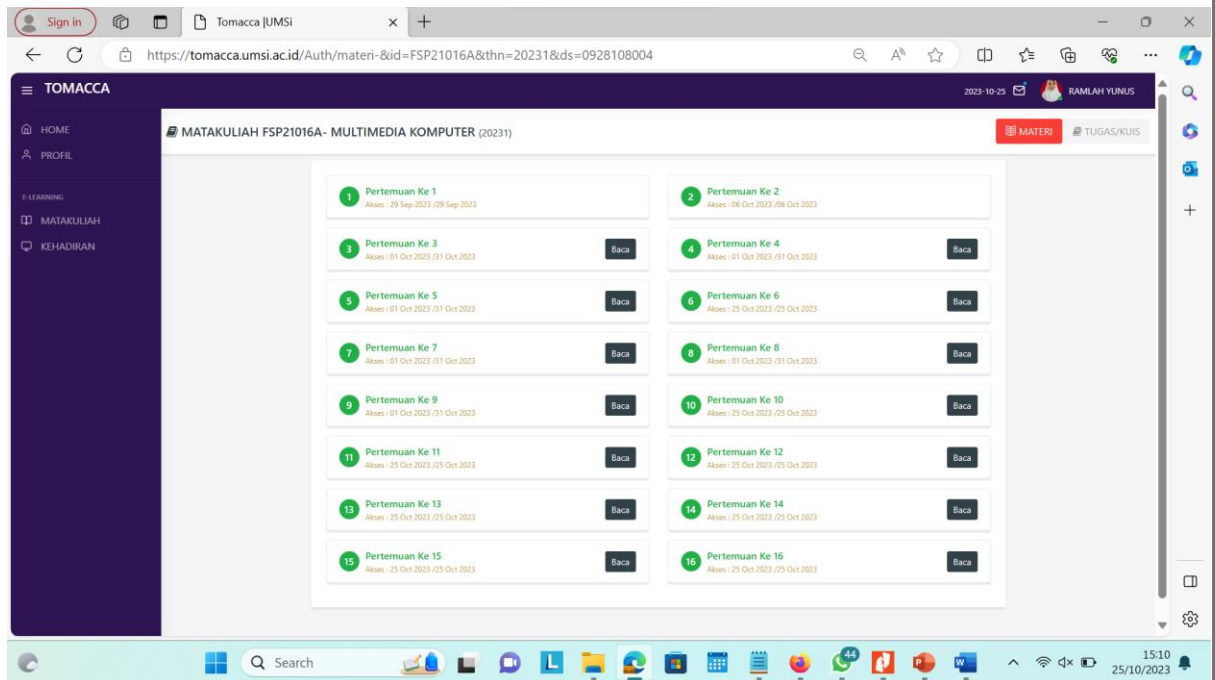 Sign in
Tomacca |UMSi
https://tomacca.umsi.ac.id/Auth/materi-&id=FSP21016A&thn=20231&ds=0928108004
TOMACCA
2023-10-25
RAMLAH YUNUS
HOME
PROFIL
E-LEARNING
MATAKULIAH
KEHADIRAN
MATAKULIAH FSP21016A- MULTIMEDIA KOMPUTER (20231)
MATERI
TUGAS/KUIS
1 Pertemuan Ke 1
Akses : 29 Sep 2023 /29 Sep 2023
2 Pertemuan Ke 2
Akses : 06 Oct 2023 /06 Oct 2023
3 Pertemuan Ke 3
Akses : 01 Oct 2023 /31 Oct 2023
Baca
4 Pertemuan Ke 4
Akses : 01 Oct 2023 /31 Oct 2023
Baca
5 Pertemuan Ke 5
Akses : 01 Oct 2023 /31 Oct 2023
Baca
6 Pertemuan Ke 6
Akses : 25 Oct 2023 /25 Oct 2023
Baca
7 Pertemuan Ke 7
Akses : 01 Oct 2023 /31 Oct 2023
Baca
8 Pertemuan Ke 8
Akses : 01 Oct 2023 /31 Oct 2023
Baca
9 Pertemuan Ke 9
Akses : 01 Oct 2023 /31 Oct 2023
Baca
10 Pertemuan Ke 10
Akses : 25 Oct 2023 /25 Oct 2023
Baca
11 Pertemuan Ke 11
Akses : 25 Oct 2023 /25 Oct 2023
Baca
12 Pertemuan Ke 12
Akses : 25 Oct 2023 /25 Oct 2023
Baca
13 Pertemuan Ke 13
Akses : 25 Oct 2023 /25 Oct 2023
Baca
14 Pertemuan Ke 14
Akses : 25 Oct 2023 /25 Oct 2023
Baca
15 Pertemuan Ke 15
Akses : 25 Oct 2023 /25 Oct 2023
Baca
16 Pertemuan Ke 16
Akses : 25 Oct 2023 /25 Oct 2023
Baca
Search
L
44
P
W
15:10
25/10/2023